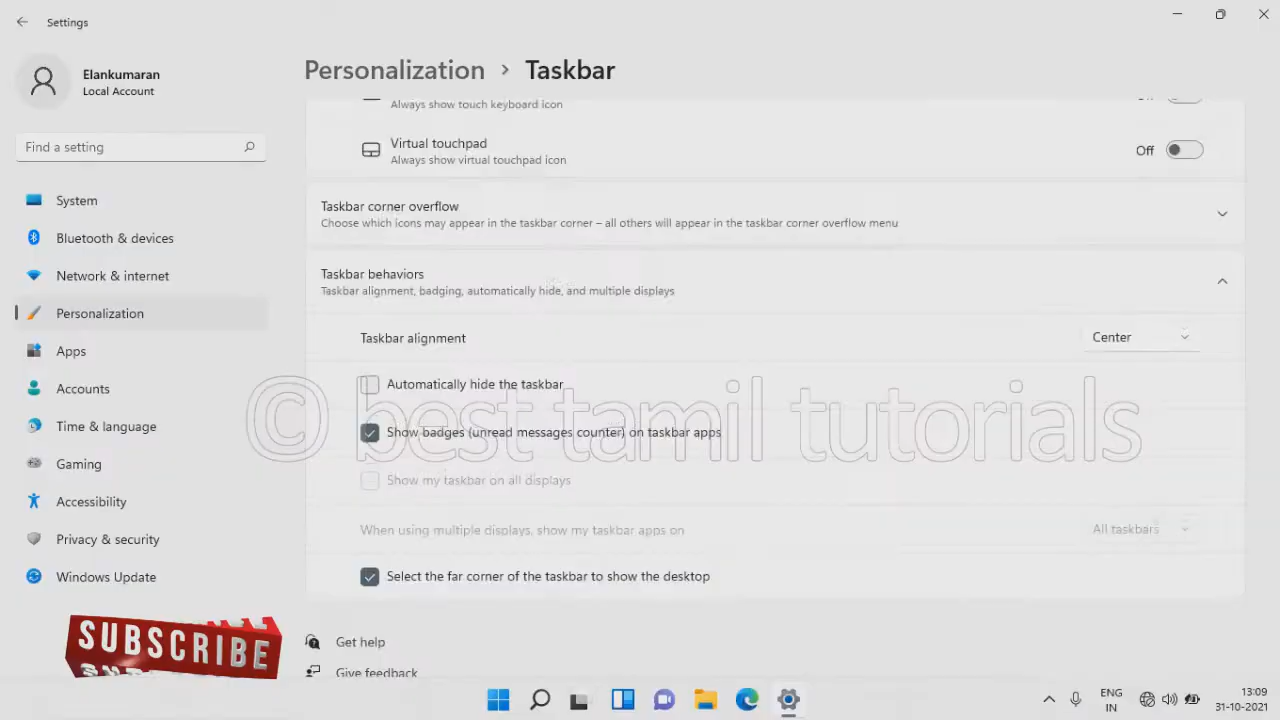 Settings
Elankumaran
Local Account
Find a setting
System
Bluetooth & devices
Network & internet
Personalization
Apps
Accounts
Time & language
Gaming
Accessibility
Privacy & security
Windows Update
SUBSCRIBE
Personalization > Taskbar
Always show touch keyboard icon
Virtual touchpad
Always show virtual touchpad icon
Off
Taskbar corner overflow
Choose which icons may appear in the taskbar corner – all others will appear in the taskbar corner overflow menu
Taskbar behaviors
Taskbar alignment, badging, automatically hide, and multiple displays
Taskbar alignment
Center
Automatically hide the taskbar
© best tamil tutorials
Show badges (unread messages counter) on taskbar apps
Show my taskbar on all displays
When using multiple displays, show my taskbar apps on
All taskbars
Select the far corner of the taskbar to show the desktop
Get help
Give feedback
ENG
IN
13:09
31-10-2021